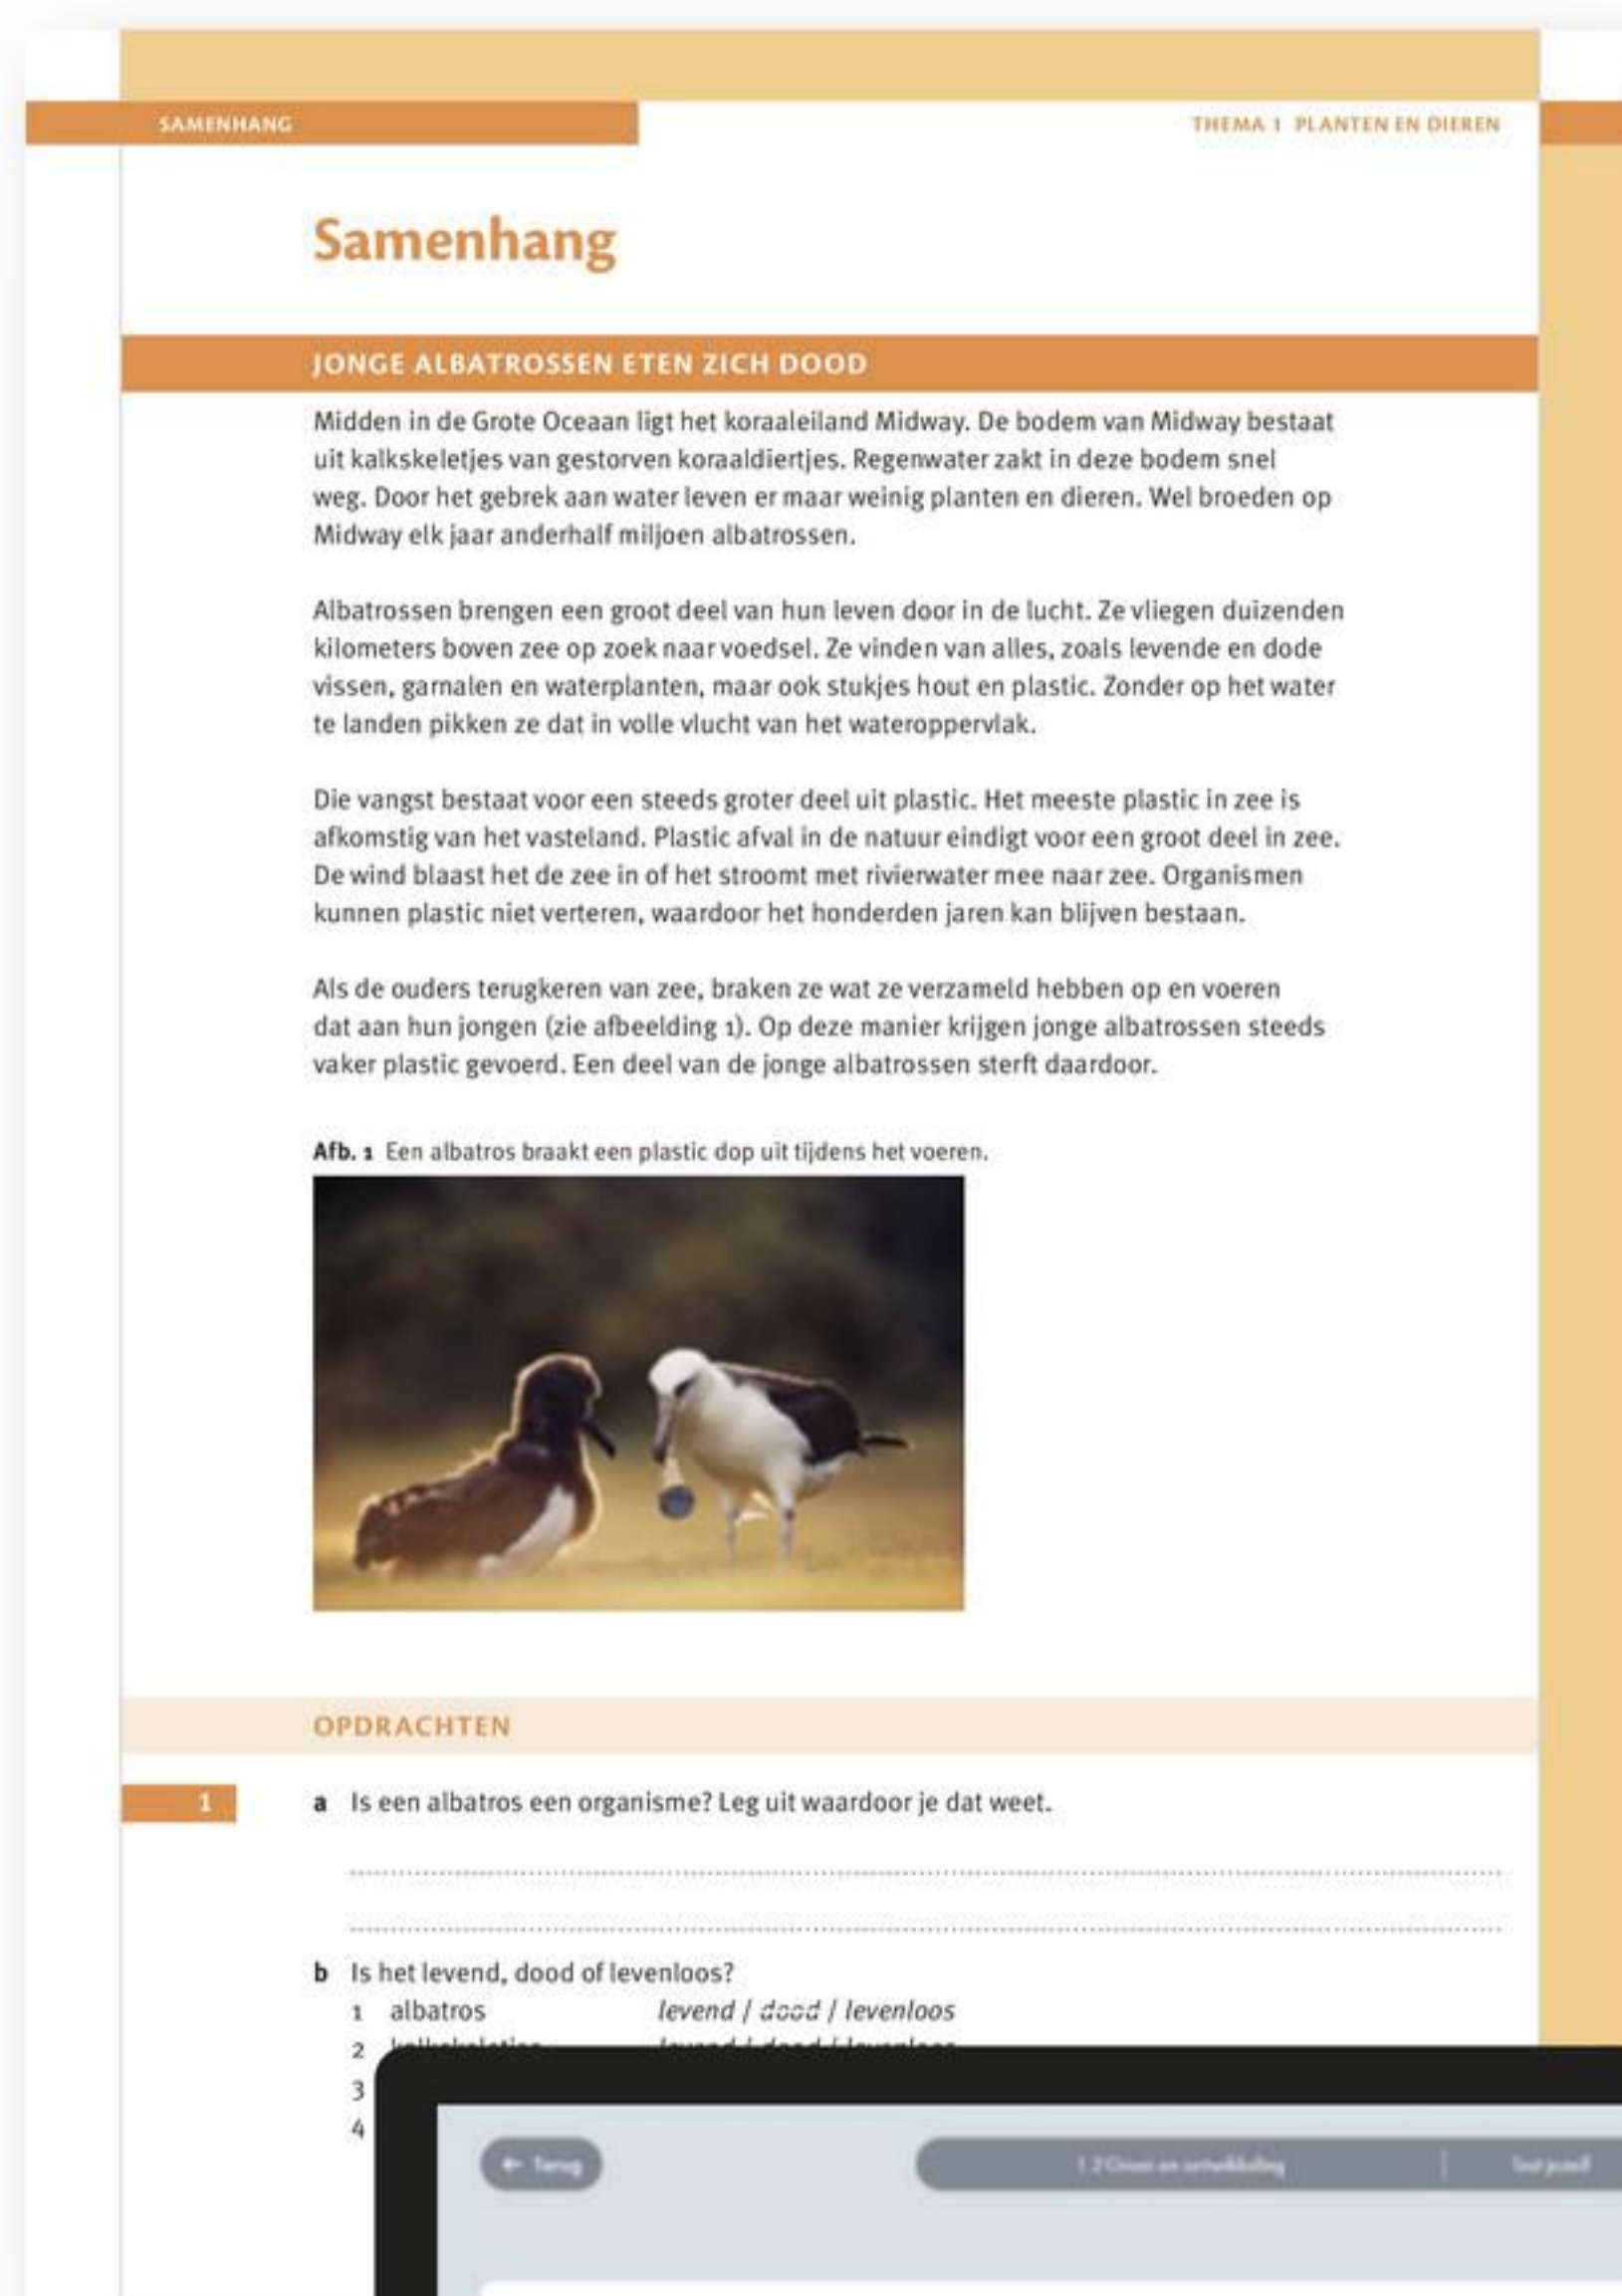 SAMENHANG
THEMA 1 PLANTEN EN DIEREN
Samenhang
JONGE ALBATROSSEN ETEN ZICH DOOD
Midden in de Grote Oceaan ligt het koraaleiland Midway. De bodem van Midway bestaat
uit kalkskeletjes van gestorven koraaldiertjes. Regenwater zakt in deze bodem snel
weg. Door het gebrek aan water leven er maar weinig planten en dieren. Wel broeden op
Midway elk jaar anderhalf miljoen albatrossen.
Albatrossen brengen een groot deel van hun leven door in de lucht. Ze vliegen duizenden
kilometers boven zee op zoek naar voedsel. Ze vinden van alles, zoals levende en dode
vissen, garnalen en waterplanten, maar ook stukjes hout en plastic. Zonder op het water
te landen pikken ze dat in volle vlucht van het wateroppervlak.
Die vangst bestaat voor een steeds groter deel uit plastic. Het meeste plastic in zee is
afkomstig van het vasteland. Plastic afval in de natuur eindigt voor een groot deel in zee.
De wind blaast het de zee in of het stroomt met rivierwater mee naar zee. Organismen
kunnen plastic niet verteren, waardoor het honderden jaren kan blijven bestaan.
Als de ouders terugkeren van zee, braken ze wat ze verzameld hebben op en voeren
dat aan hun jongen (zie afbeelding 1). Op deze manier krijgen jonge albatrossen steeds
vaker plastic gevoerd. Een deel van de jonge albatrossen sterft daardoor.
Afb. 1 Een albatros braakt een plastic dop uit tijdens het voeren.
OPDRACHTEN
1
a Is een albatros een organisme? Leg uit waardoor je dat weet.
b Is het levend, dood of levenloos?
1 albatros levend / dood / levenloos
2 levend / dood / levenloos
3
4
← Terug